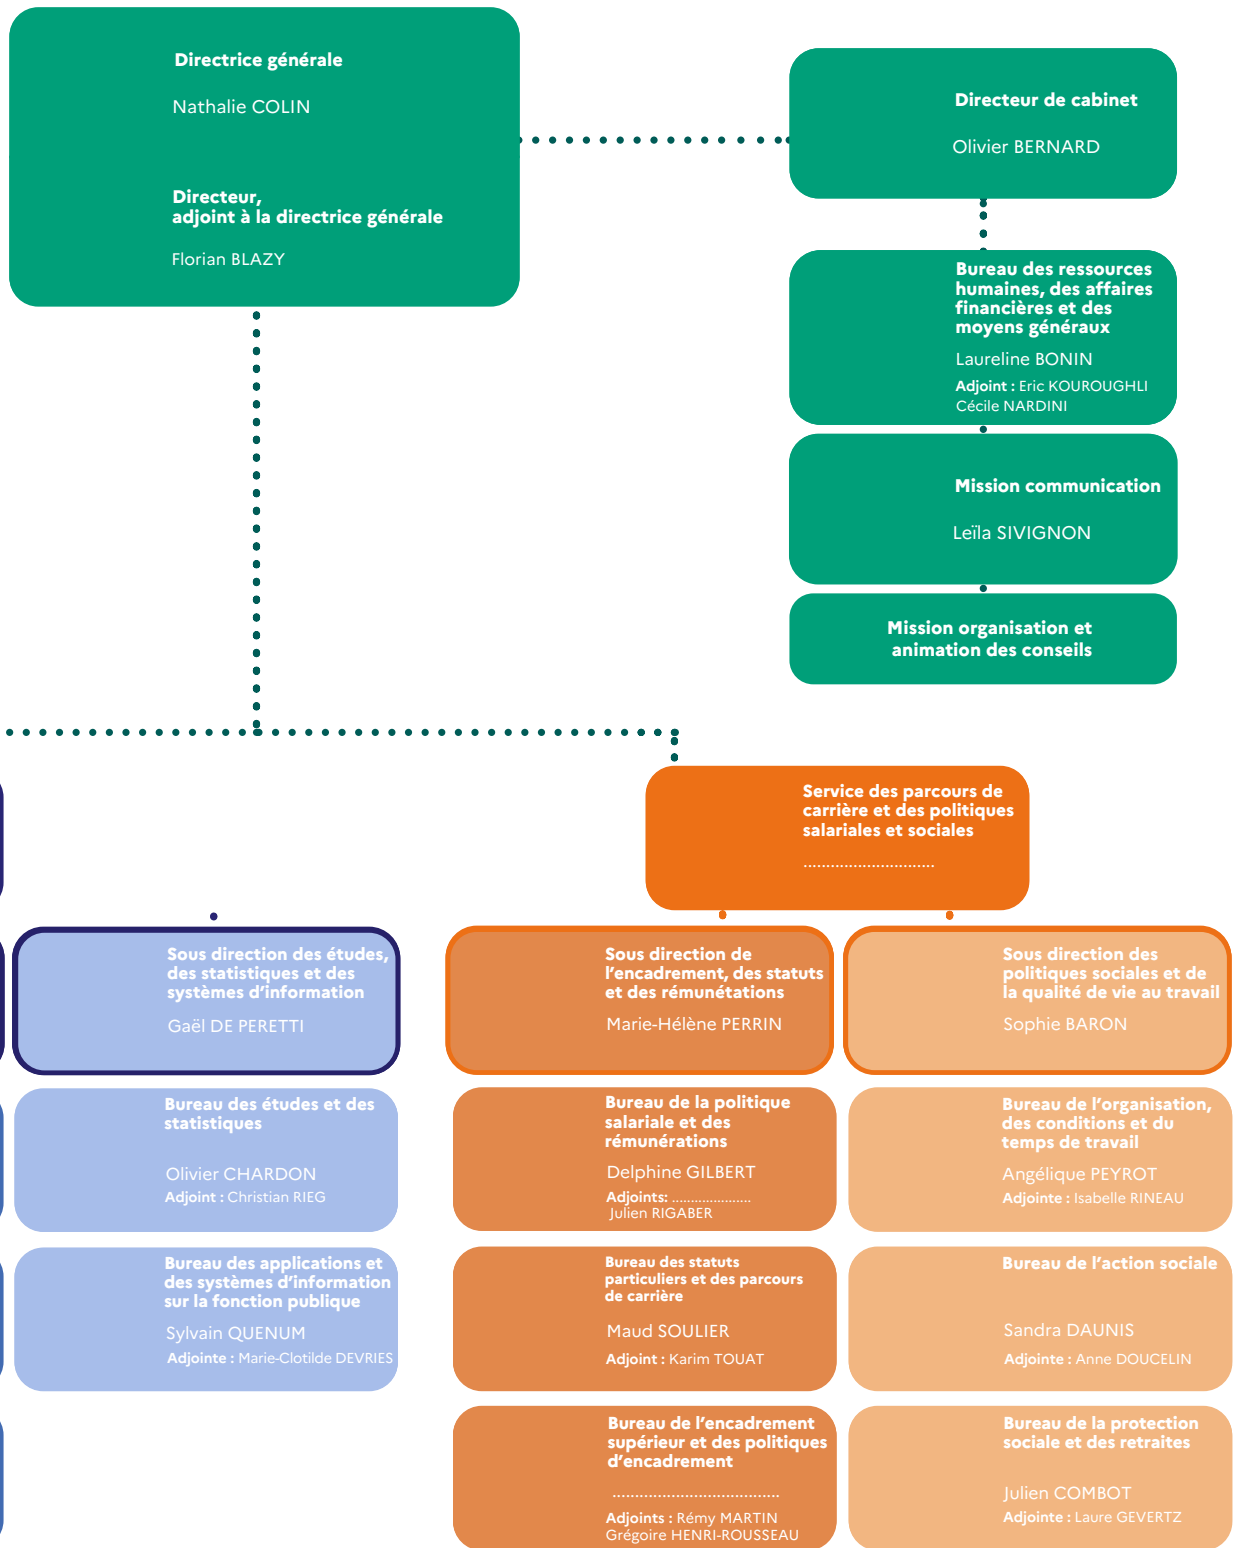 Directrice générale
Nathalie COLIN
Directeur,
adjoint à la directrice générale
Florian BLAZY
Directeur de cabinet
Olivier BERNARD
Bureau des ressources
humaines, des affaires
financières et des
moyens généraux
Laureline BONIN
Adjoint : Eric KOUROUGHLI
Cécile NARDINI
Mission communication
Leïla SIVIGNON
Mission organisation et
animation des conseils
Service des parcours de
carrière et des politiques
salariales et sociales
.............................
Sous direction des études,
des statistiques et des
systèmes d'information
Gaël DE PERETTI
Bureau des études et des
statistiques
Olivier CHARDON
Adjoint : Christian RIEG
Bureau des applications et
des systèmes d'information
sur la fonction publique
Sylvain QUENUM
Adjointe : Marie-Clotilde DEVRIES
Sous direction de
l'encadrement, des statuts
et des rémunétations
Marie-Hélène PERRIN
Bureau de la politique
salariale et des
rémunérations
Delphine GILBERT
Adjoints: .....................
Julien RIGABER
Bureau des statuts
particuliers et des parcours
de carrière
Maud SOULIER
Adjoint : Karim TOUAT
Bureau de l'encadrement
supérieur et des politiques
d'encadrement
.....................................
Adjoints : Rémy MARTIN
Grégoire HENRI-ROUSSEAU
Sous direction des
politiques sociales et de
la qualité de vie au travail
Sophie BARON
Bureau de l'organisation,
des conditions et du
temps de travail
Angélique PEYROT
Adjointe : Isabelle RINEAU
Bureau de l'action sociale
Sandra DAUNIS
Adjointe : Anne DOUCELIN
Bureau de la protection
sociale et des retraites
Julien COMBOT
Adjointe : Laure GEVERTZ